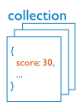 collection
{
score: 30,
...
}